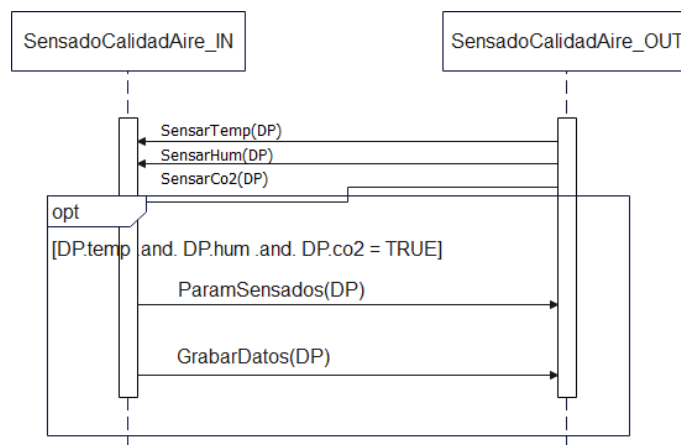 SensadoCalidadAire_IN
SensadoCalidadAire_OUT
SensarTemp(DP)
SensarHum(DP)
SensarCo2(DP)
opt
[DP.temp .and. DP.hum .and. DP.co2 = TRUE]
ParamSensados(DP)
GrabarDatos(DP)